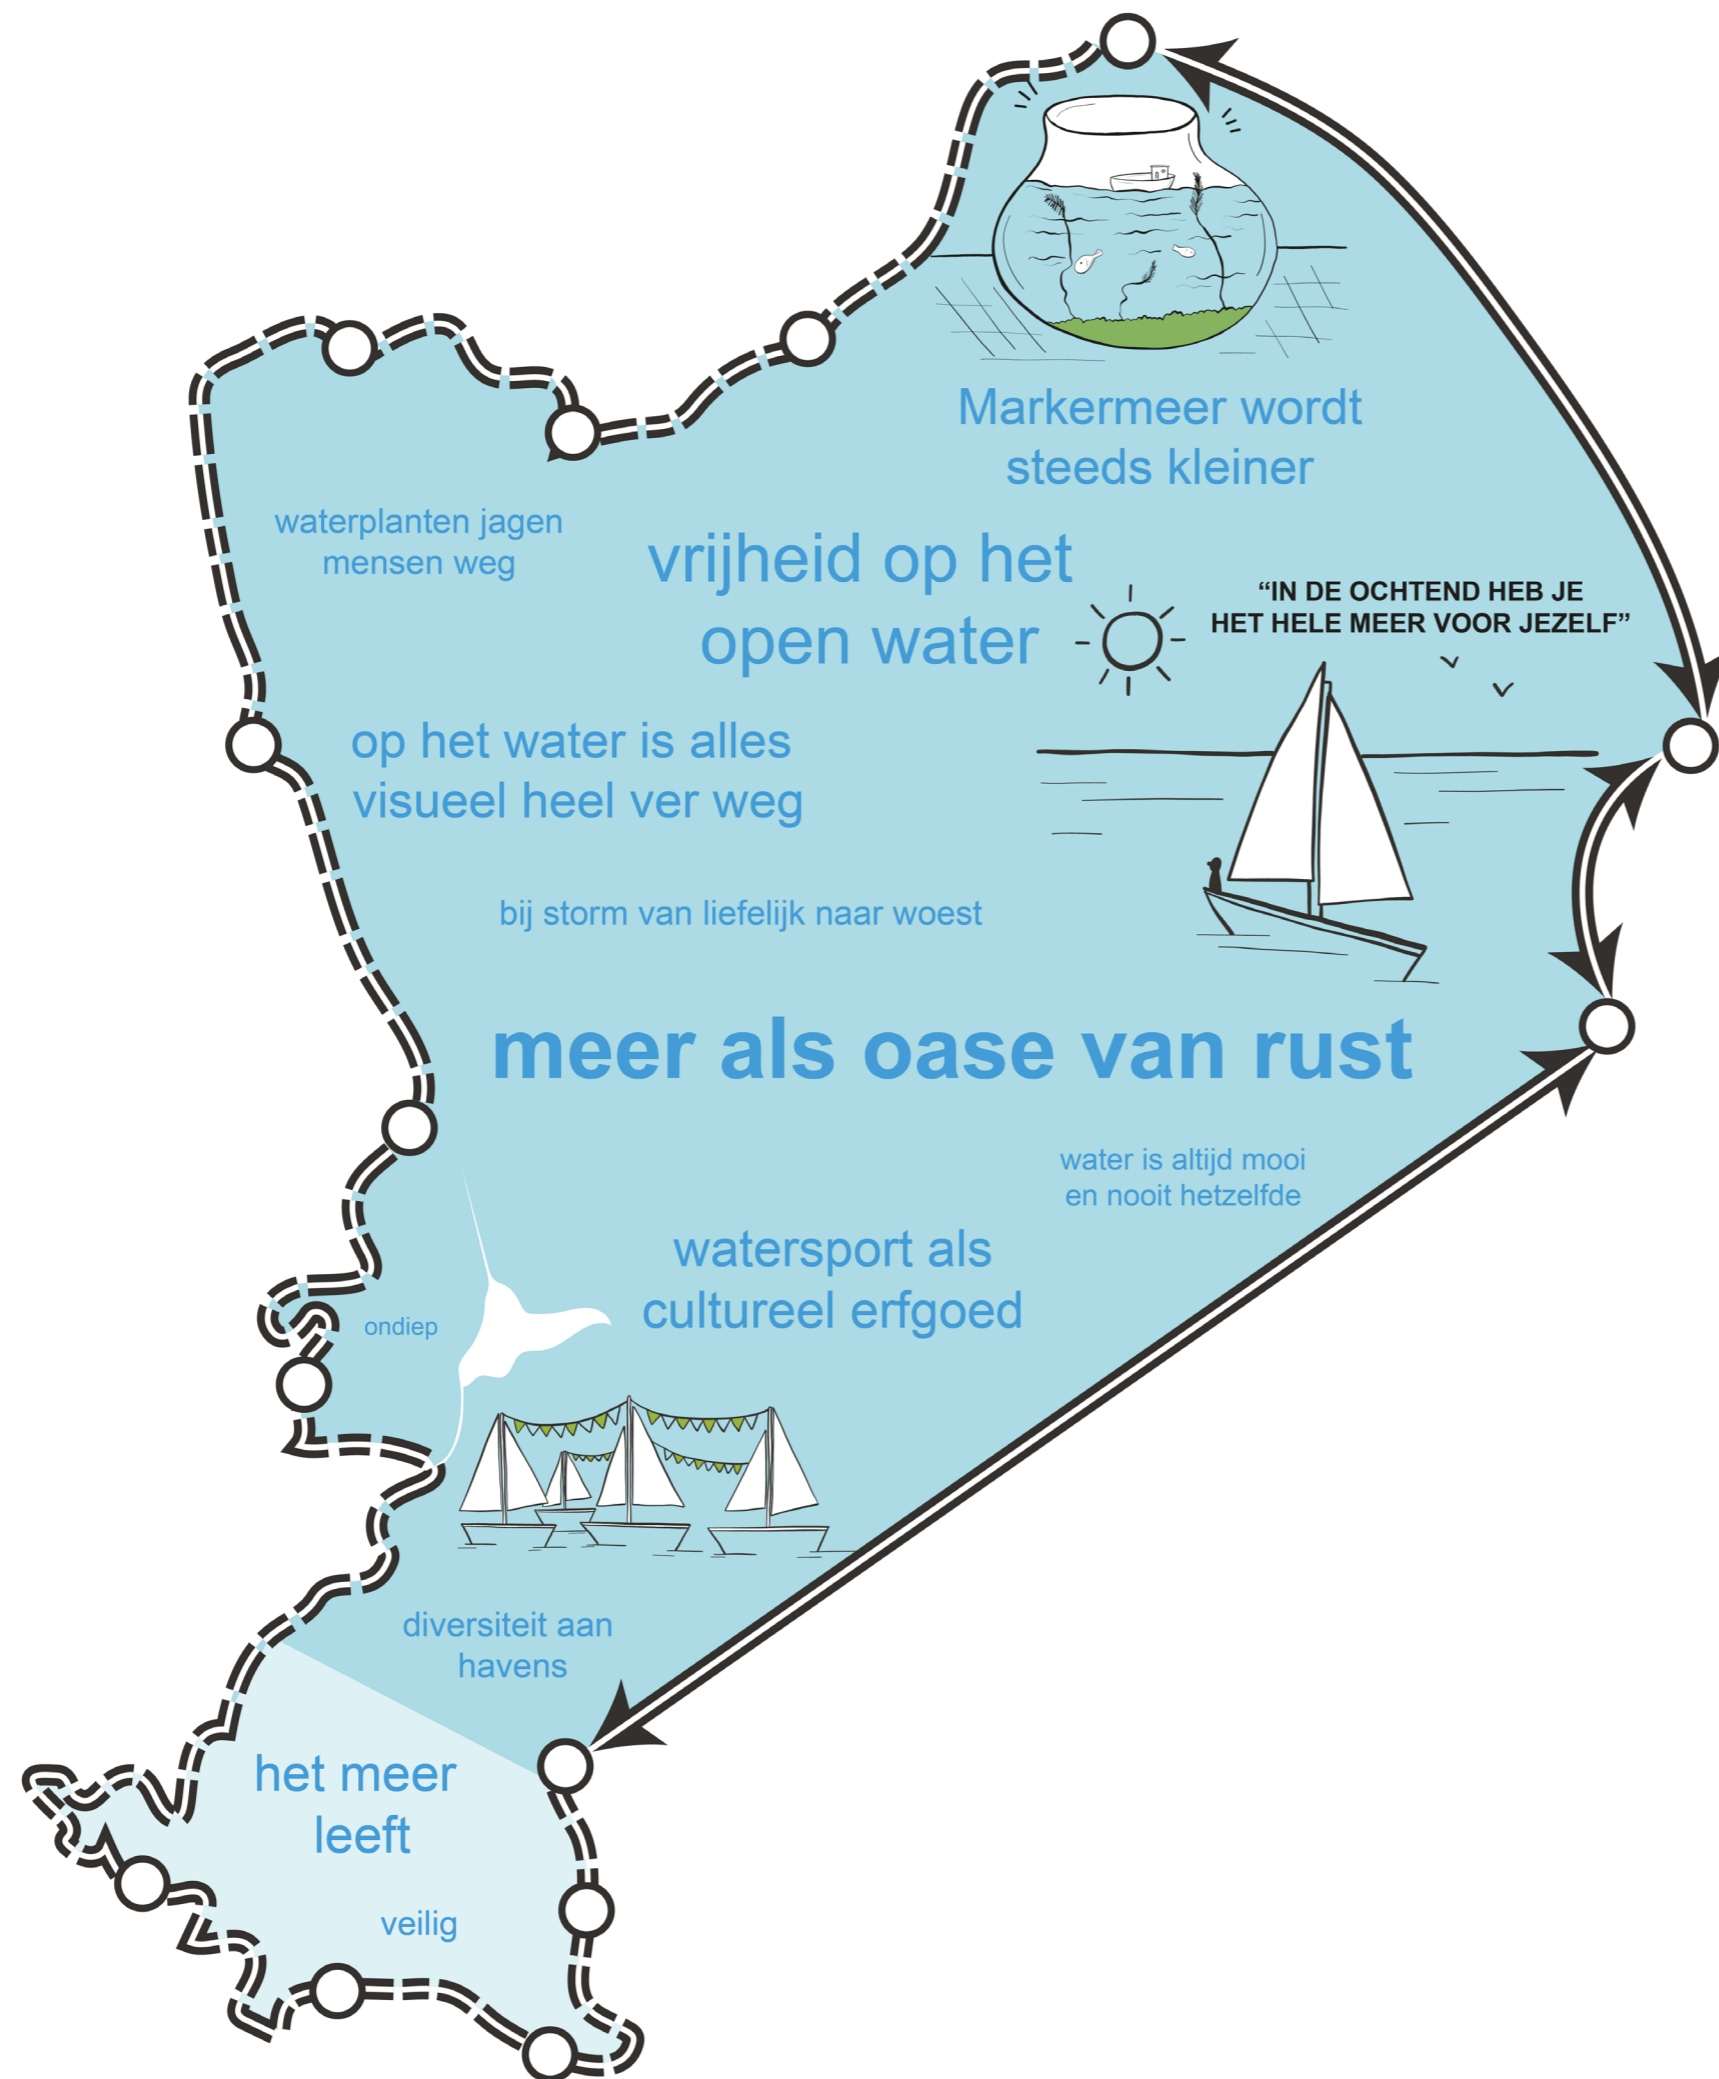 Markermeer wordt
steeds kleiner
waterplanten jagen
mensen weg
vrijheid op het
open water
“IN DE OCHTEND HEB JE
HET HELE MEER VOOR JEZELF”
op het water is alles
visueel heel ver weg
bij storm van liefelijk naar woest
meer als oase van rust
water is altijd mooi
en nooit hetzelfde
watersport als
cultureel erfgoed
ondiep
diversiteit aan
havens
het meer
leeft
veilig